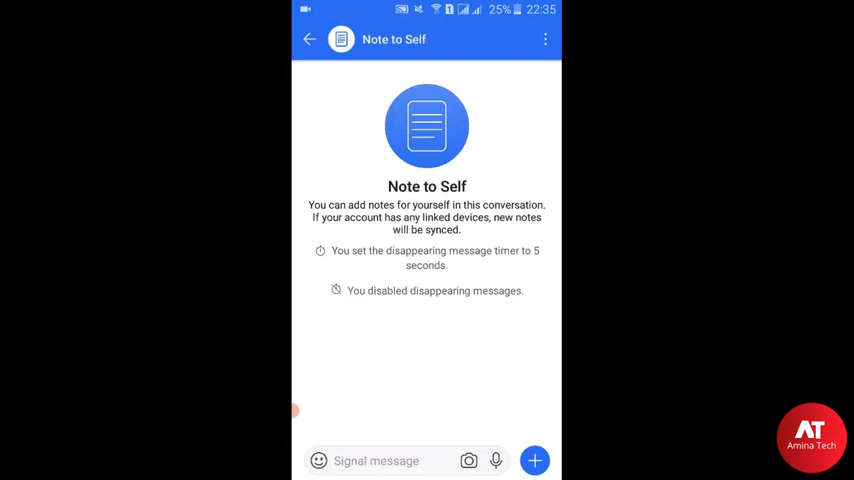 1 25% 22:35
Note to Self
Note to Self
You can add notes for yourself in this conversation.
If your account has any linked devices, new notes
will be synced.
You set the disappearing message timer to 5
seconds.
You disabled disappearing messages.
Signal message
AT
Amina Tech